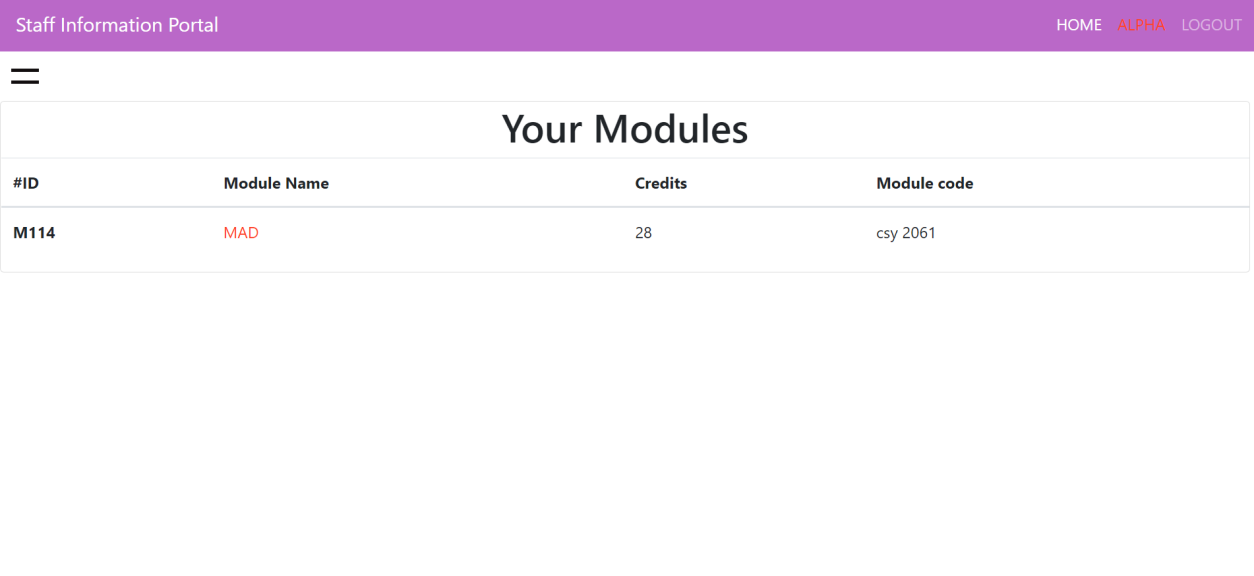 Staff Information Portal HOME ALPHA LOGOUT
Your Modules
#ID Module Name Credits Module code
M114 MAD 28 csy 2061